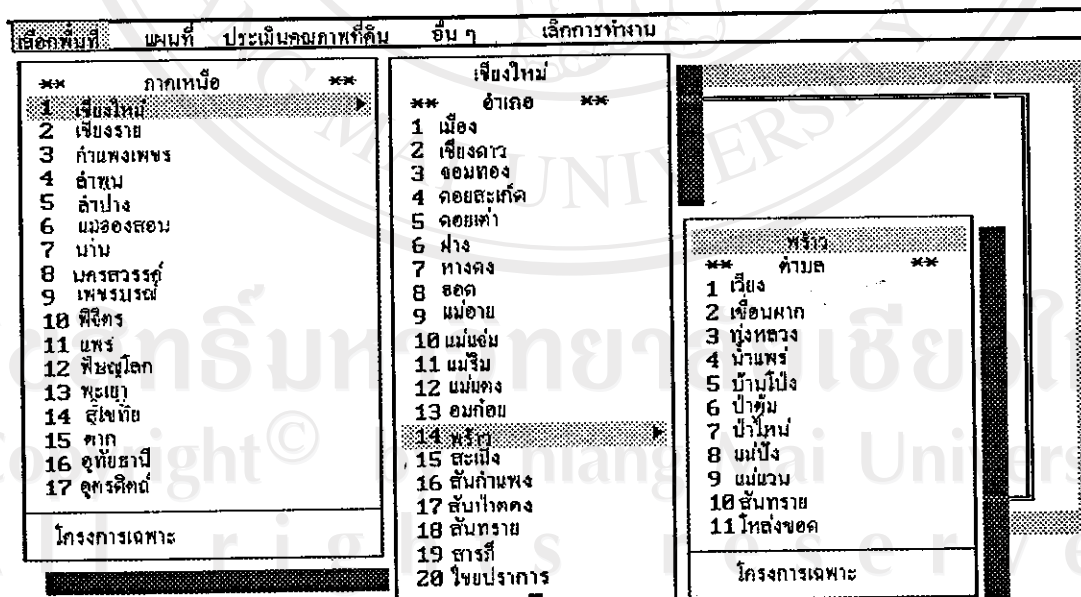 เลือกพื้นที่ แผนที่ ประเมินคุณภาพที่ดิน อื่น ๆ เลิกการทำงาน
** ภาคเหนือ **
1 เชียงใหม่
2 เชียงราย
3 กำแพงเพชร
4 ลำพูน
5 ลำปาง
6 แม่ฮองสอน
7 น่าน
8 นครสวรรค์
9 เพชรบูรณ์
10 พิจิตร
11 แพร่
12 พิษณุโลก
13 พะเยา
14 สุโขทัย
15 ตาก
16 อุทัยธานี
17 อุตรดิตถ์
โครงการเฉพาะ
เชียงใหม่
** อำเภอ **
1 เมือง
2 เชียงดาว
3 จอมทอง
4 ดอยสะเก็ด
5 ดอยเต่า
6 ฝาง
7 หางดง
8 ฮอด
9 แม่อาย
10 แม่แจ่ม
11 แม่ริม
12 แม่แตง
13 อมก๋อย
14 พร้าว
15 สะเมิง
16 สันกำแพง
17 สันป่าตอง
18 สันทราย
19 สารภี
20 ไชยปราการ
พร้าว
** ตำบล **
1 เวียง
2 เขื่อนผาก
3 ทุ่งหลวง
4 น้ำแพร่
5 บ้านโป่ง
6 ป่าตุ้ม
7 ป่าไหน่
8 แม่ปั๋ง
9 แม่แวน
10 สันทราย
11 โหล่งขอด
โครงการเฉพาะ
ลิขสิทธิ์มหาวิทยาลัยเชียงใหม่
Copyright © by Chiang Mai University
All rights reserved